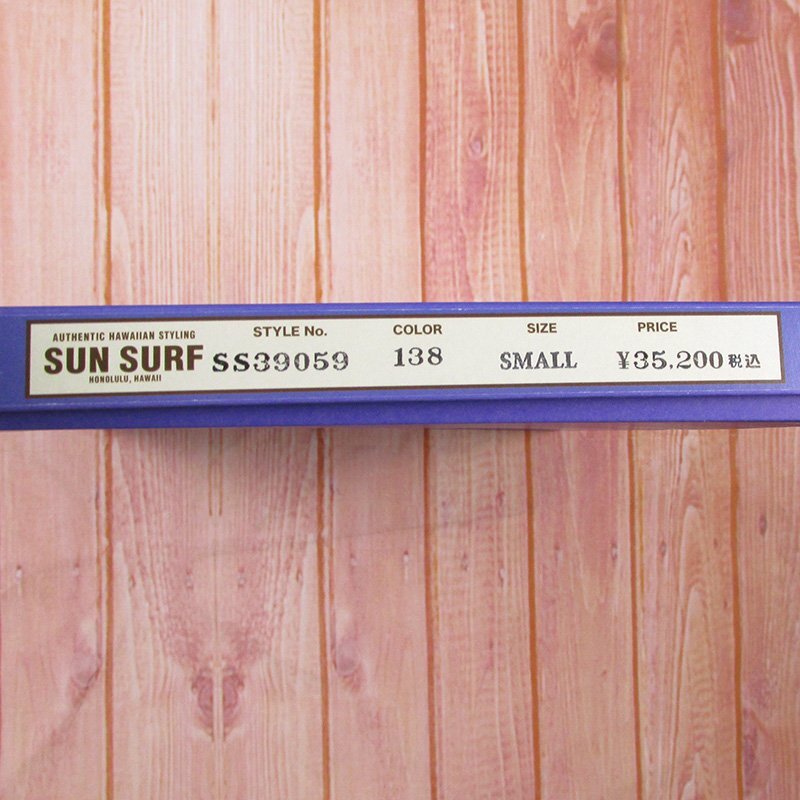 AUTHENTIC HAWAIIAN STYLING
SUN SURF
HONOLULU, HAWAII
STYLE No. COLOR SIZE PRICE
SS39059 138 SMALL ¥35,200税込